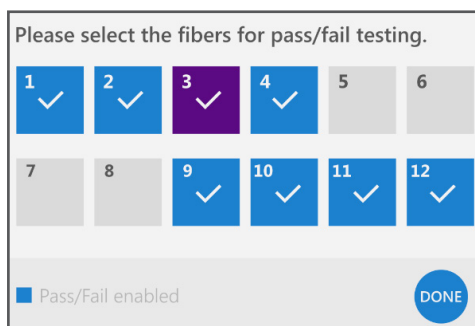 Please select the fibers for pass/fail testing.
1 2 3 4 5 6
7 8 9 10 11 12
Pass/Fail enabled
DONE